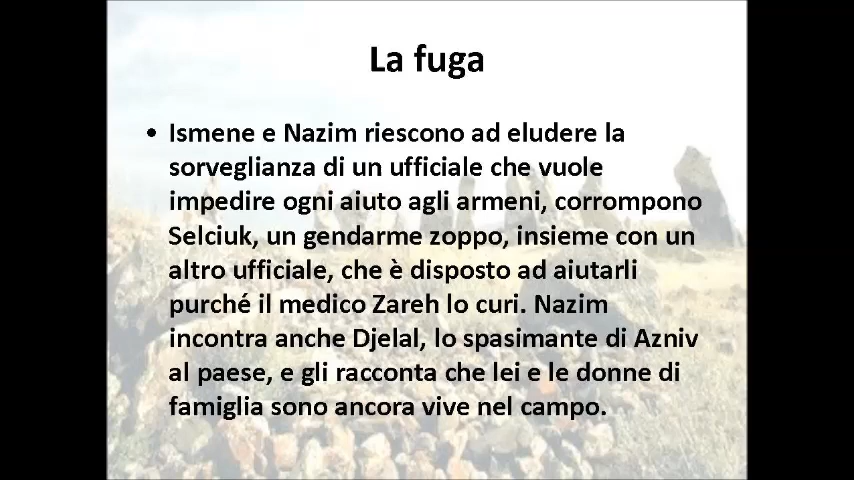 La fuga
• Ismene e Nazim riescono ad eludere la
sorveglianza di un ufficiale che vuole
impedire ogni aiuto agli armeni, corrompono
Selciuk, un gendarme zoppo, insieme con un
altro ufficiale, che è disposto ad aiutarli
purché il medico Zareh lo curi. Nazim
incontra anche Djelal, lo spasimante di Azniv
al paese, e gli racconta che lei e le donne di
famiglia sono ancora vive nel campo.